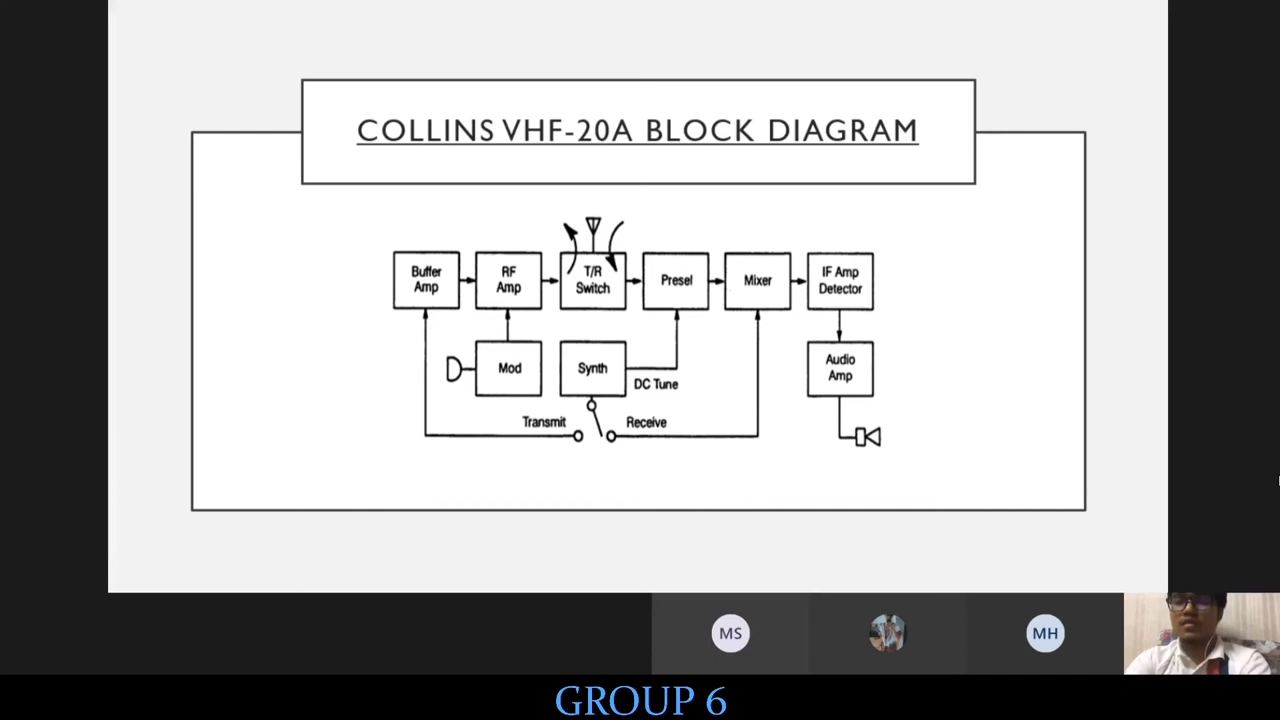 COLLINS VHF-20A BLOCK DIAGRAM
Buffer
Amp
RF
Amp
T/R
Switch
Presel
Mixer
IF Amp
Detector
Mod
Synth
DC Tune
Audio
Amp
Transmit
Receive
MS
MH
GROUP 6